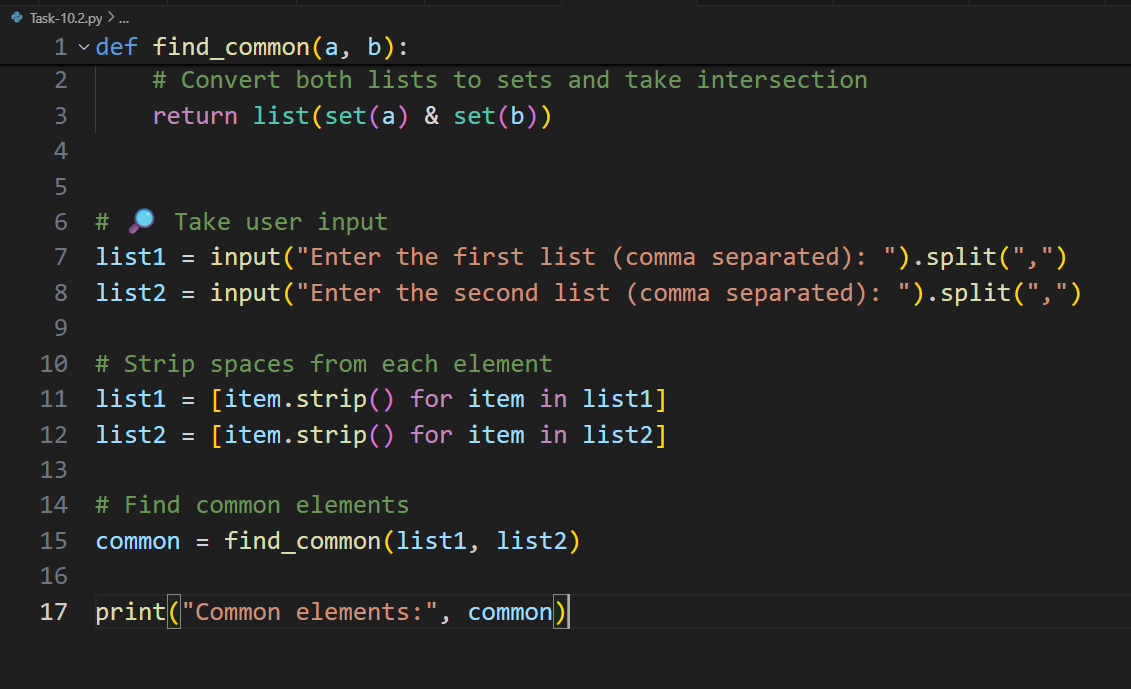 Task-10.2.py > ...
1 def find_common(a, b):
2 # Convert both lists to sets and take intersection
3 return list(set(a) & set(b))
4
5
6 # 🔎 Take user input
7 list1 = input("Enter the first list (comma separated): ").split(",")
8 list2 = input("Enter the second list (comma separated): ").split(",")
9
10 # Strip spaces from each element
11 list1 = [item.strip() for item in list1]
12 list2 = [item.strip() for item in list2]
13
14 # Find common elements
15 common = find_common(list1, list2)
16
17 print("Common elements:", common)